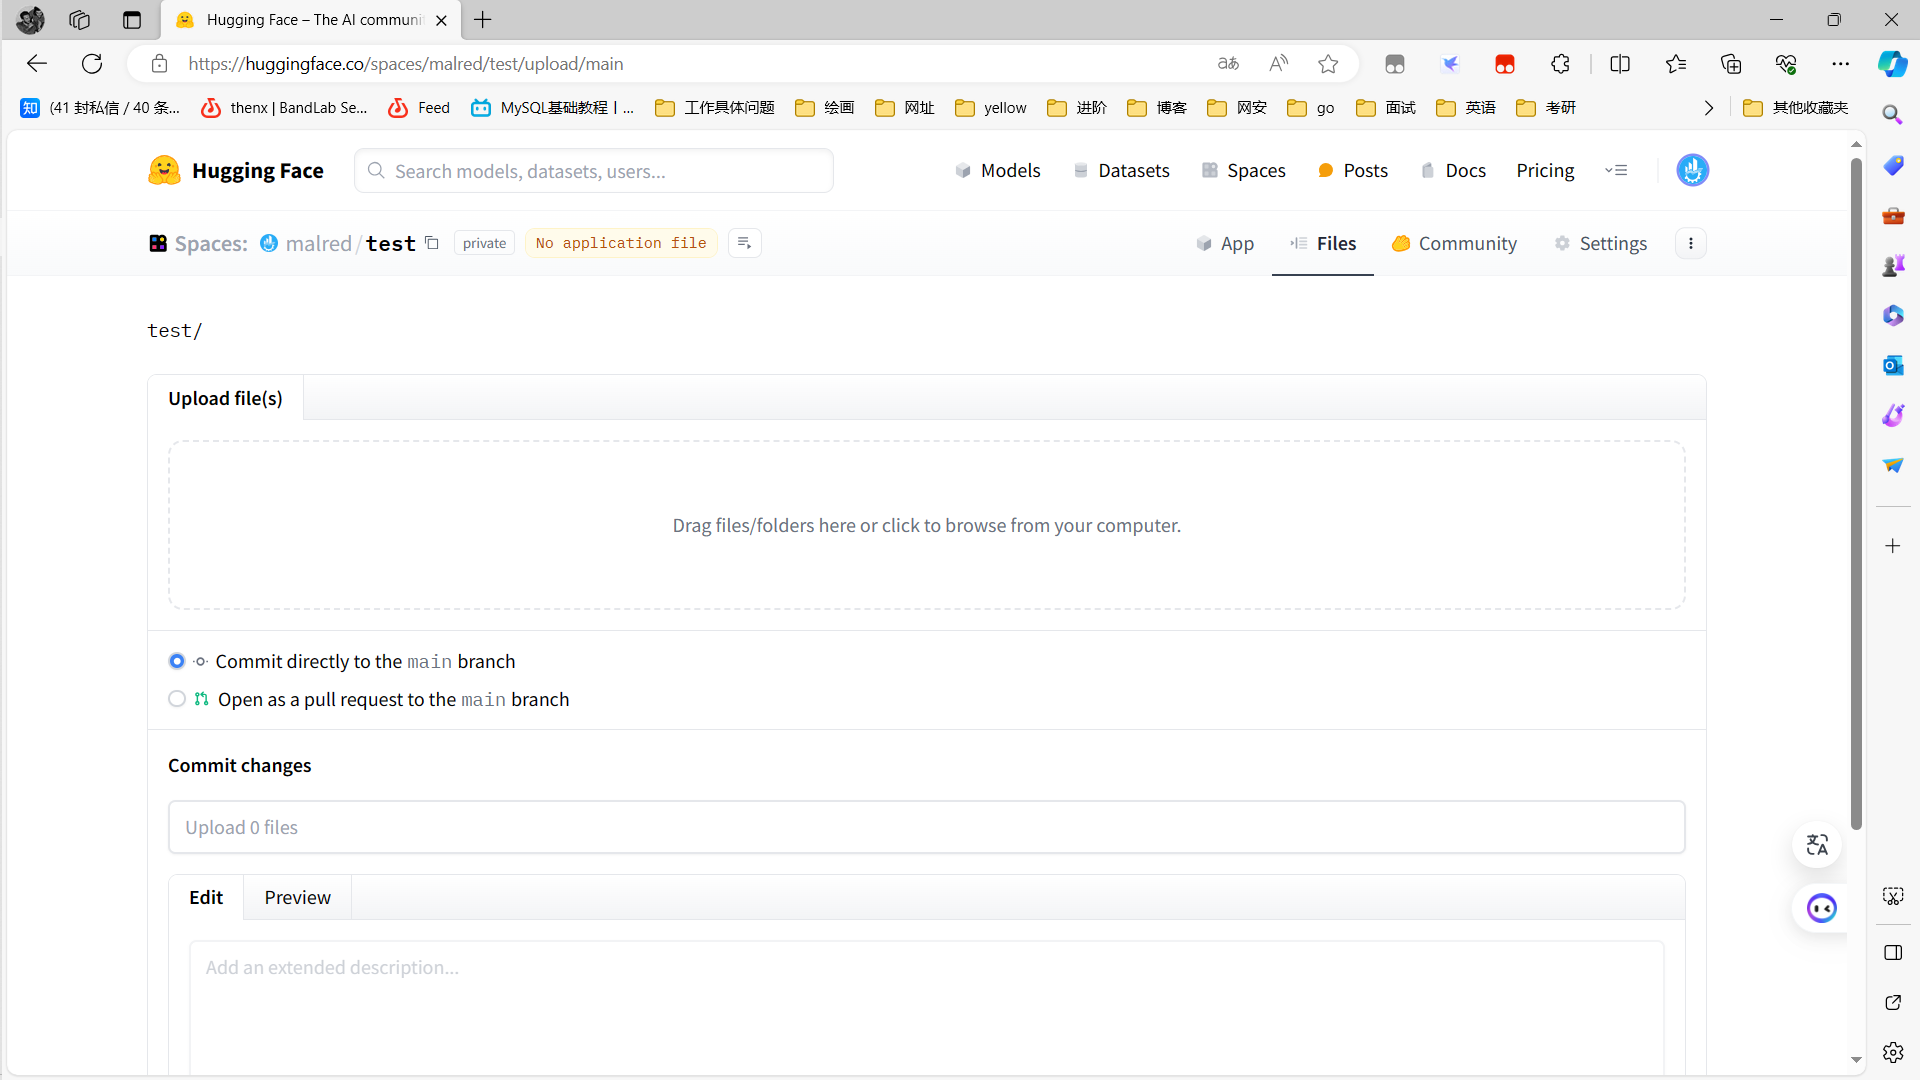 Hugging Face – The AI communi
https://huggingface.co/spaces/malred/test/upload/main
(41 封私信 / 40 条... thenx | BandLab Se... Feed MySQL基础教程丨... 工作具体问题 绘画 网址 yellow 进阶 博客 网安 go 面试 英语 考研 其他收藏夹
Hugging Face Search models, datasets, users... Models Datasets Spaces Posts Docs Pricing
Spaces: malred/test private No application file App Files Community Settings
test/
Upload file(s)
Drag files/folders here or click to browse from your computer.
Commit directly to the main branch
Open as a pull request to the main branch
Commit changes
Upload 0 files
Edit Preview
Add an extended description...